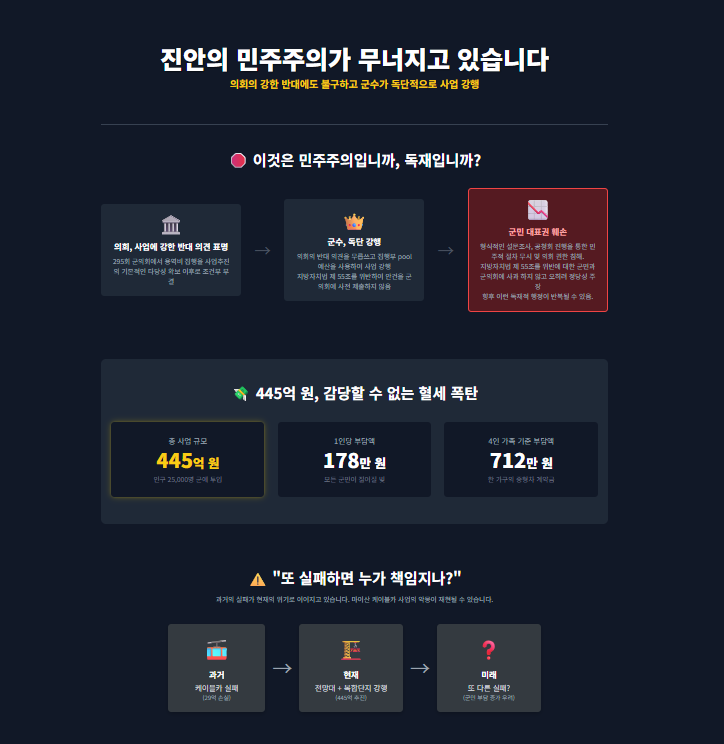 진안의 민주주의가 무너지고 있습니다
의회의 강한 반대에도 불구하고 군수가 독단적으로 사업 강행
이것은 민주주의입니까, 독재입니까?
의회, 사업에 강한 반대 의견 표명
295회 군의회에서 용역비 집행을 사업추진
의 기본적인 타당성 확보 이후로 조건부 부
결
군수, 독단 강행
의회의 반대 의견을 무릅쓰고 집행부 pool
예산을 사용하여 사업 강행
지방자치법 제 55조를 위반하여 안건을 군
의회에 사전 제출하지 않음
군민 대표권 훼손
형식적인 설문조사, 공청회 진행을 통한 민
주적 절차 무시 및 의회 권한 침해.
지방자치법 제 55조를 위반에 대한 군민과
군의회에 사과 하지 않고 오히려 정당성 주
장
향후 이런 독재적 행정이 반복될 수 있음.
445억 원, 감당할 수 없는 혈세 폭탄
총 사업 규모
445억 원
인구 25,000명 군에 투입
1인당 부담액
178만 원
모든 군민이 짊어질 빚
4인 가족 기준 부담액
712만 원
한 가구의 승용차 계약금
"또 실패하면 누가 책임지나?"
과거의 실패가 현재의 위기로 이어지고 있습니다. 마이산 케이블카 사업의 악몽이 재현될 수 있습니다.
과거
케이블카 실패
(29억 손실)
현재
전망대 + 복합단지 강행
(445억 추진)
미래
또 다른 실패?
(군민 부담 증가 우려)